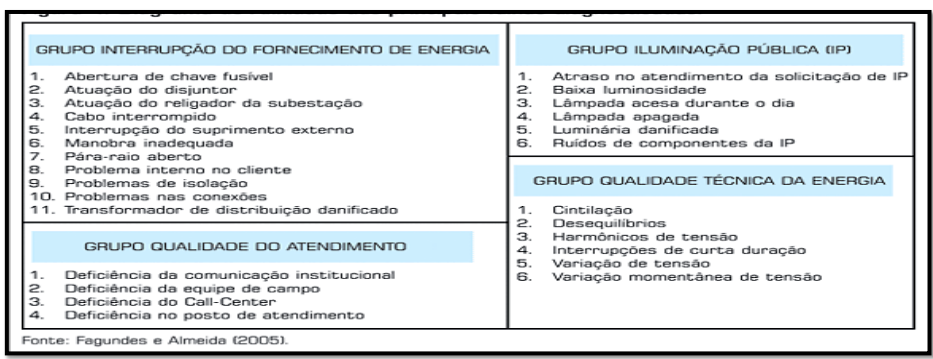 GRUPO INTERRUPÇÃO DO FORNECIMENTO DE ENERGIA
1. Abertura de chave fusível
2. Atuação do disjuntor
3. Atuação do religador da subestação
4. Cabo interrompido
5. Interrupção do suprimento externo
6. Manobra inadequada
7. Pára-raio aberto
8. Problema interno no cliente
9. Problemas de isolação
10. Problemas nas conexões
11. Transformador de distribuição danificado
GRUPO QUALIDADE DO ATENDIMENTO
1. Deficiência da comunicação institucional
2. Deficiência da equipe de campo
3. Deficiência do Call-Center
4. Deficiência no posto de atendimento
GRUPO ILUMINAÇÃO PÚBLICA (IP)
1. Atraso no atendimento da solicitação de IP
2. Baixa luminosidade
3. Lâmpada acesa durante o dia
4. Lâmpada apagada
5. Luminária danificada
6. Ruídos de componentes da IP
GRUPO QUALIDADE TÉCNICA DA ENERGIA
1. Cintilação
2. Desequilíbrios
3. Harmônicos de tensão
4. Interrupções de curta duração
5. Variação de tensão
6. Variação momentânea de tensão
Fonte: Fagundes e Almeida (2005).